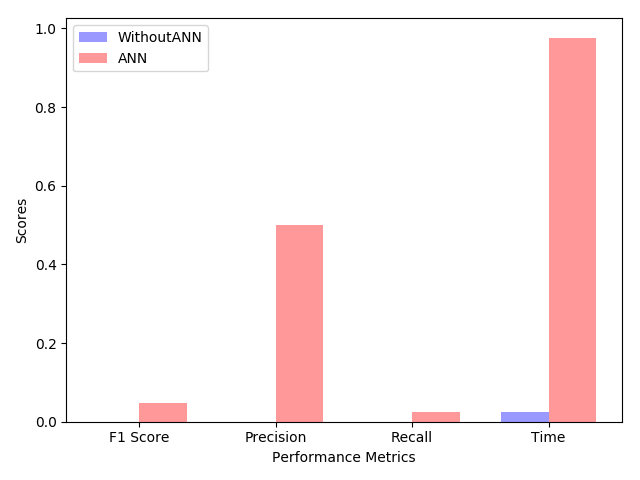 WithoutANN
ANN
1.0
0.8
0.6
0.4
0.2
0.0
Scores
F1 Score Precision Recall Time
Performance Metrics